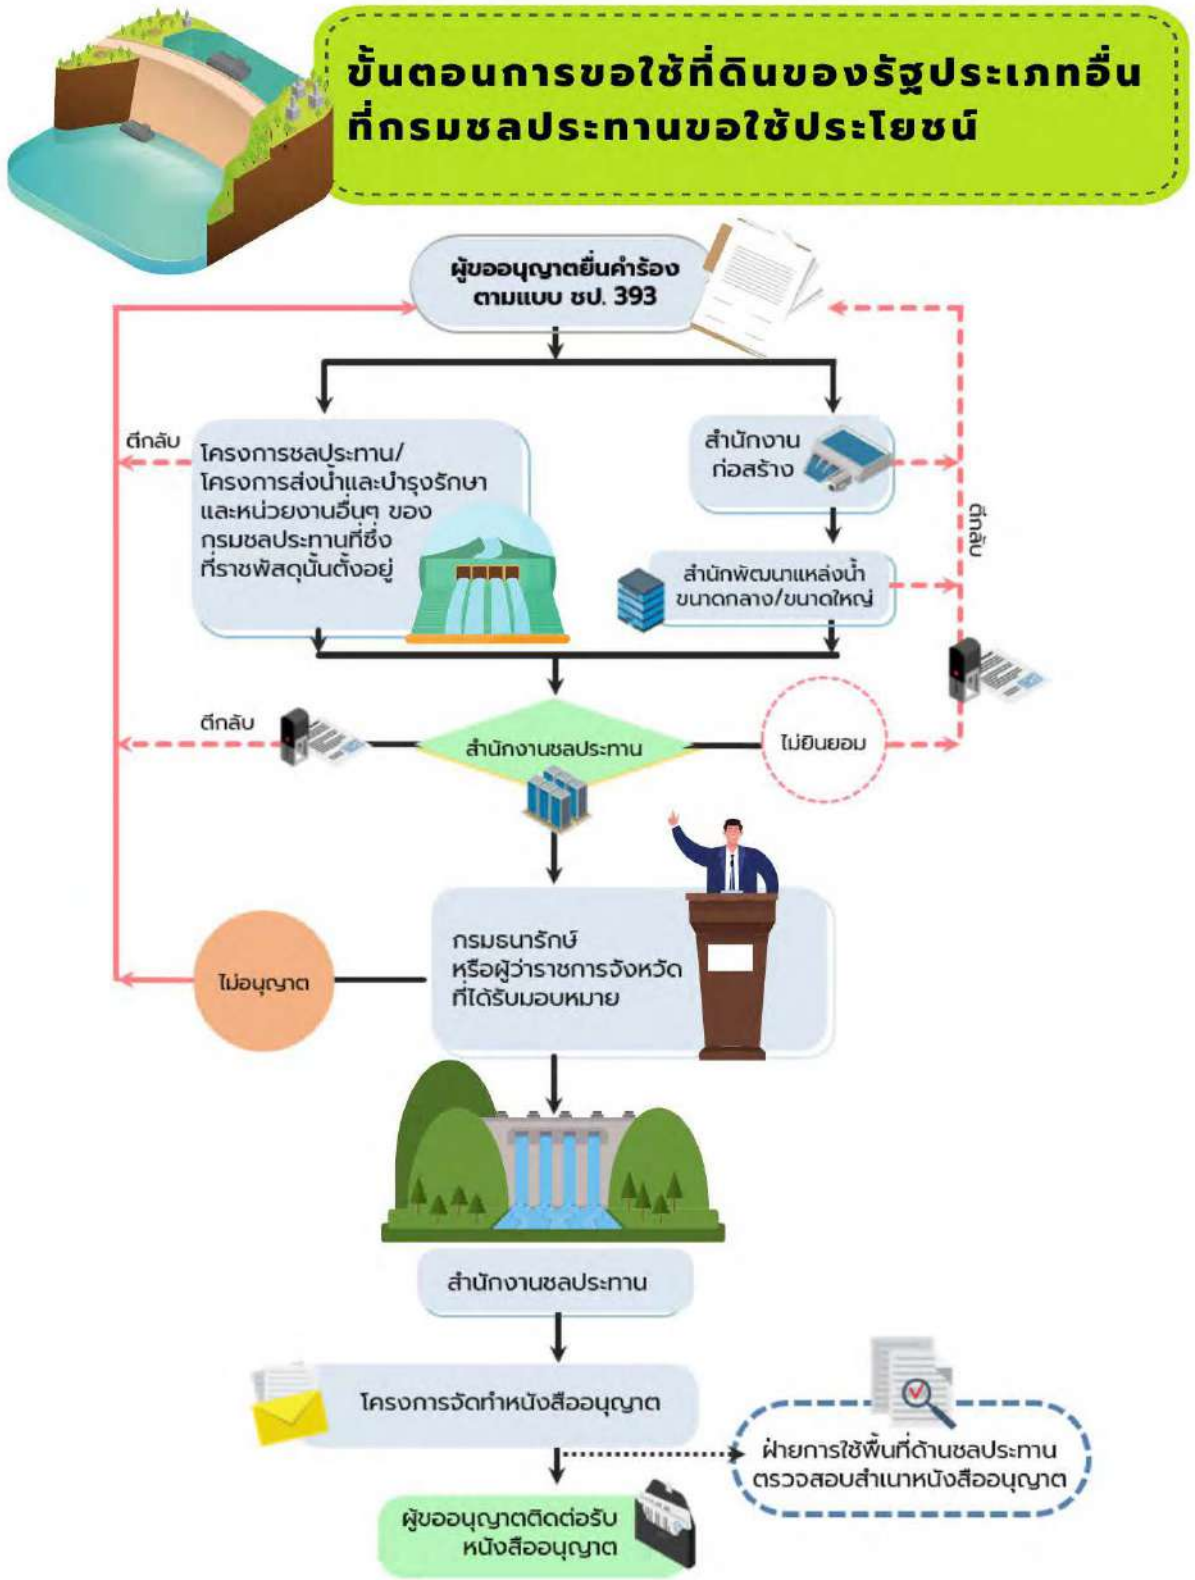 ขั้นตอนการขอใช้ที่ดินของรัฐประเภทอื่น
ที่กรมชลประทานขอใช้ประโยชน์
ผู้ขออนุญาตยื่นคำร้อง
ตามแบบ ชป. 393
ตีกลับ
โครงการชลประทาน/
โครงการส่งน้ำและบำรุงรักษา
และหน่วยงานอื่นๆ ของ
กรมชลประทานที่ซึ่ง
ที่ราชพัสดุนั้นตั้งอยู่
สำนักงาน
ก่อสร้าง
ตีกลับ
สำนักพัฒนาแหล่งน้ำ
ขนาดกลาง/ขนาดใหญ่
ตีกลับ
สำนักงานชลประทาน
ไม่ยินยอม
กรมธนารักษ์
หรือผู้ว่าราชการจังหวัด
ที่ได้รับมอบหมาย
ไม่อนุญาต
สำนักงานชลประทาน
โครงการจัดทำหนังสืออนุญาต
ฝ่ายการใช้พื้นที่ด้านชลประทาน
ตรวจสอบสำเนาหนังสืออนุญาต
ผู้ขออนุญาตติดต่อรับ
หนังสืออนุญาต